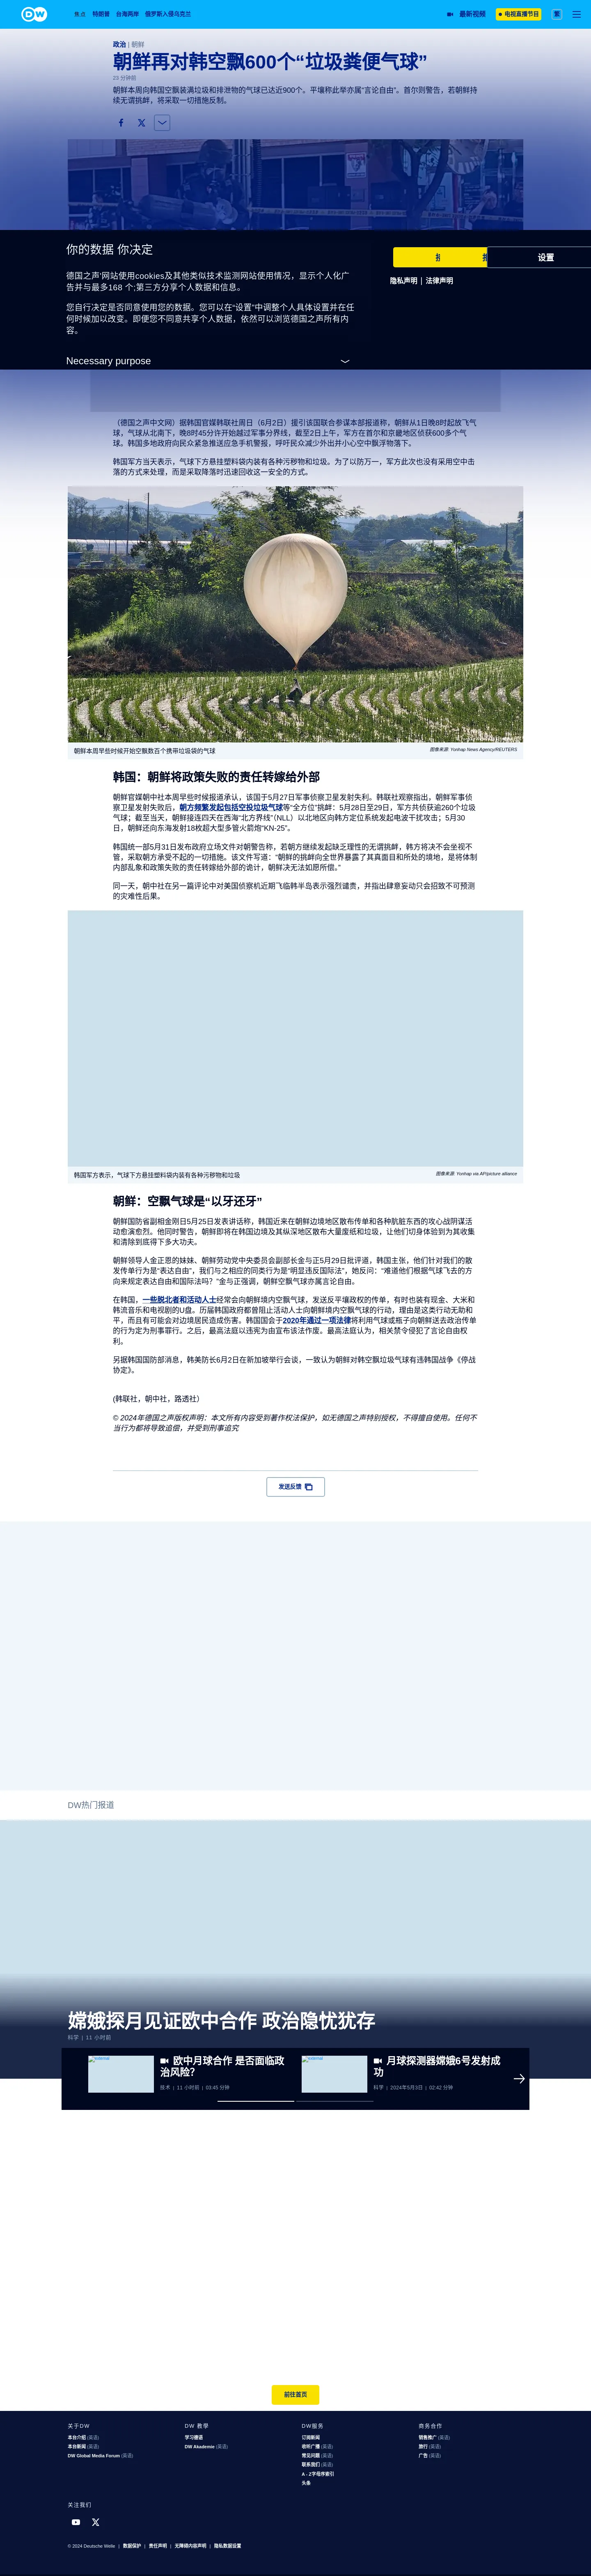 DW
焦点 特朗普 台海两岸 俄罗斯入侵乌克兰
最新视频
电视直播节目
繁
政治 | 朝鲜
朝鲜再对韩空飘600个“垃圾粪便气球”
23 分钟前
朝鲜本周向韩国空飘装满垃圾和排泄物的气球已达近900个。平壤称此举亦属"言论自由"。首尔则警告，若朝鲜持
续无谓挑衅，将采取一切措施反制。
你的数据 你决定
德国之声'网站使用cookies及其他类似技术监测网站使用情况，显示个人化广
告并与最多168 个;第三方分享个人数据和信息。
您自行决定是否同意使用您的数据。您可以在“设置”中调整个人具体设置并在任
何时候加以改变。即便您不同意共享个人数据，依然可以浏览德国之声所有内
容。
Necessary purpose
设置
隐私声明 | 法律声明
（德国之声中文网）据韩国官媒韩联社周日（6月2日）援引该国联合参谋本部报道称，朝鲜从1日晚8时起放飞气
球，气球从北南下，晚8时45分许开始越过军事分界线，截至2日上午，军方在首尔和京畿地区侦获600多个气
球。韩国多地政府向民众紧急推送应急手机警报，呼吁民众减少外出并小心空中飘浮物落下。
韩国军方当天表示，气球下方悬挂塑料袋内装有各种污秽物和垃圾。为了以防万一，军方此次也没有采用空中击
落的方式来处理，而是采取降落时迅速回收这一安全的方式。
朝鲜本周早些时候开始空飘数百个携带垃圾袋的气球
图像来源: Yonhap News Agency/REUTERS
韩国：朝鲜将政策失败的责任转嫁给外部
朝鲜官媒朝中社本周早些时候报道承认，该国于5月27日军事侦察卫星发射失利。韩联社观察指出，朝鲜军事侦
察卫星发射失败后，朝方频繁发起包括空投垃圾气球等"全方位"挑衅：5月28日至29日，军方共侦获逾260个垃圾
气球；截至当天，朝鲜接连四天在西海“北方界线”（NLL）以北地区向韩方定位系统发起电波干扰攻击；5月30
日，朝鲜还向东海发射18枚超大型多管火箭炮“KN-25”。
韩国统一部5月31日发布政府立场文件对朝警告称，若朝方继续发起缺乏理性的无谓挑衅，韩方将决不会坐视不
管，采取朝方承受不起的一切措施。该文件写道：“朝鲜的挑衅向全世界暴露了其真面目和所处的境地，是将体制
内部乱象和政策失败的责任转嫁给外部的诡计，朝鲜决无法如愿所偿。”
同一天，朝中社在另一篇评论中对美国侦察机近期飞临韩半岛表示强烈谴责，并指出肆意妄动只会招致不可预测
的灾难性后果。
韩国军方表示，气球下方悬挂塑料袋内装有各种污秽物和垃圾
图像来源: Yonhap via AP/picture alliance
朝鲜：空飘气球是“以牙还牙”
朝鲜国防省副相金刚日5月25日发表讲话称，韩国近来在朝鲜边境地区散布传单和各种肮脏东西的攻心战阴谋活
动愈演愈烈。他同时警告，朝鲜即将在韩国边境及其纵深地区散布大量废纸和垃圾，让他们切身体验到为其收集
和清除到底得下多大功夫。
朝鲜领导人金正恩的妹妹、朝鲜劳动党中央委员会副部长金与正5月29日批评道，韩国主张，他们针对我们的散
发传单行为是“表达自由”，我们与之相应的同类行为是“明显违反国际法”，她反问：“难道他们根据气球飞去的方
向来规定表达自由和国际法吗？"金与正强调，朝鲜空飘气球亦属言论自由。
在韩国，一些脱北者和活动人士经常会向朝鲜境内空飘气球，发送反平壤政权的传单，有时也装有现金、大米和
韩流音乐和电视剧的U盘。历届韩国政府都曾阻止活动人士向朝鲜境内空飘气球的行动，理由是这类行动无助和
平，而且有可能会对边境居民造成伤害。韩国国会于2020年通过一项法律将利用气球或瓶子向朝鲜送去政治传单
的行为定为刑事罪行。之后，最高法庭以违宪为由宣布该法作废。最高法庭认为，相关禁令侵犯了言论自由权
利。
另据韩国国防部消息，韩美防长6月2日在新加坡举行会谈，一致认为朝鲜对韩空飘垃圾气球有违韩国战争《停战
协定》。
(韩联社，朝中社，路透社）
© 2024年德国之声版权声明：本文所有内容受到著作权法保护，如无德国之声特别授权，不得擅自使用。任何不
当行为都将导致追偿，并受到刑事追究
发送反馈
DW热门报道
嫦娥探月见证欧中合作 政治隐忧犹存
科学 | 11 小时前
欧中月球合作 是否面临政
治风险？
技术 | 11 小时前 | 03:45 分钟
月球探测器嫦娥6号发射成
功
科学 | 2024年5月3日 | 02:42 分钟
前往首页
关于DW
本台介绍 (英语)
本台新闻 (英语)
DW Global Media Forum (英语)
DW 教學
学习德语
DW Akademie (英语)
DW服务
订阅新闻
收听广播 (英语)
常见问题 (英语)
联系我们 (英语)
A - Z字母序索引
头条
商务合作
销售推广 (英语)
旅行 (英语)
广告 (英语)
关注我们
© 2024 Deutsche Welle | 数据保护 | 责任声明 | 无障碍内容声明 | 隐私数据设置